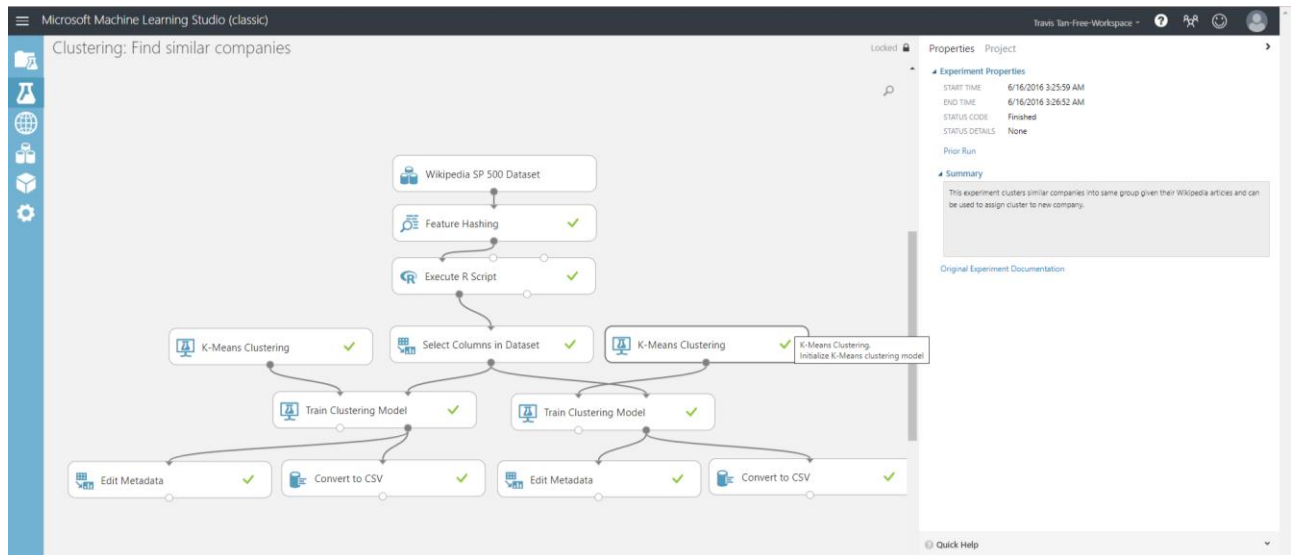 Microsoft Machine Learning Studio (classic)
Travis Tan-Free-Workspace
?
Clustering: Find similar companies
Locked
Properties Project
Experiment Properties
START TIME 6/16/2016 3:25:59 AM
END TIME 6/16/2016 3:26:52 AM
STATUS CODE Finished
STATUS DETAILS None
Prior Run
Summary
This experiment clusters similar companies into same group given their Wikipedia articles and can
be used to assign cluster to new company.
Original Experiment Documentation
Wikipedia SP 500 Dataset
Feature Hashing
R Execute R Script
K-Means Clustering
Select Columns in Dataset
K-Means Clustering
K-Means Clustering.
Initialize K-Means clustering model
Train Clustering Model
Train Clustering Model
Edit Metadata
Convert to CSV
Edit Metadata
Convert to CSV
Quick Help